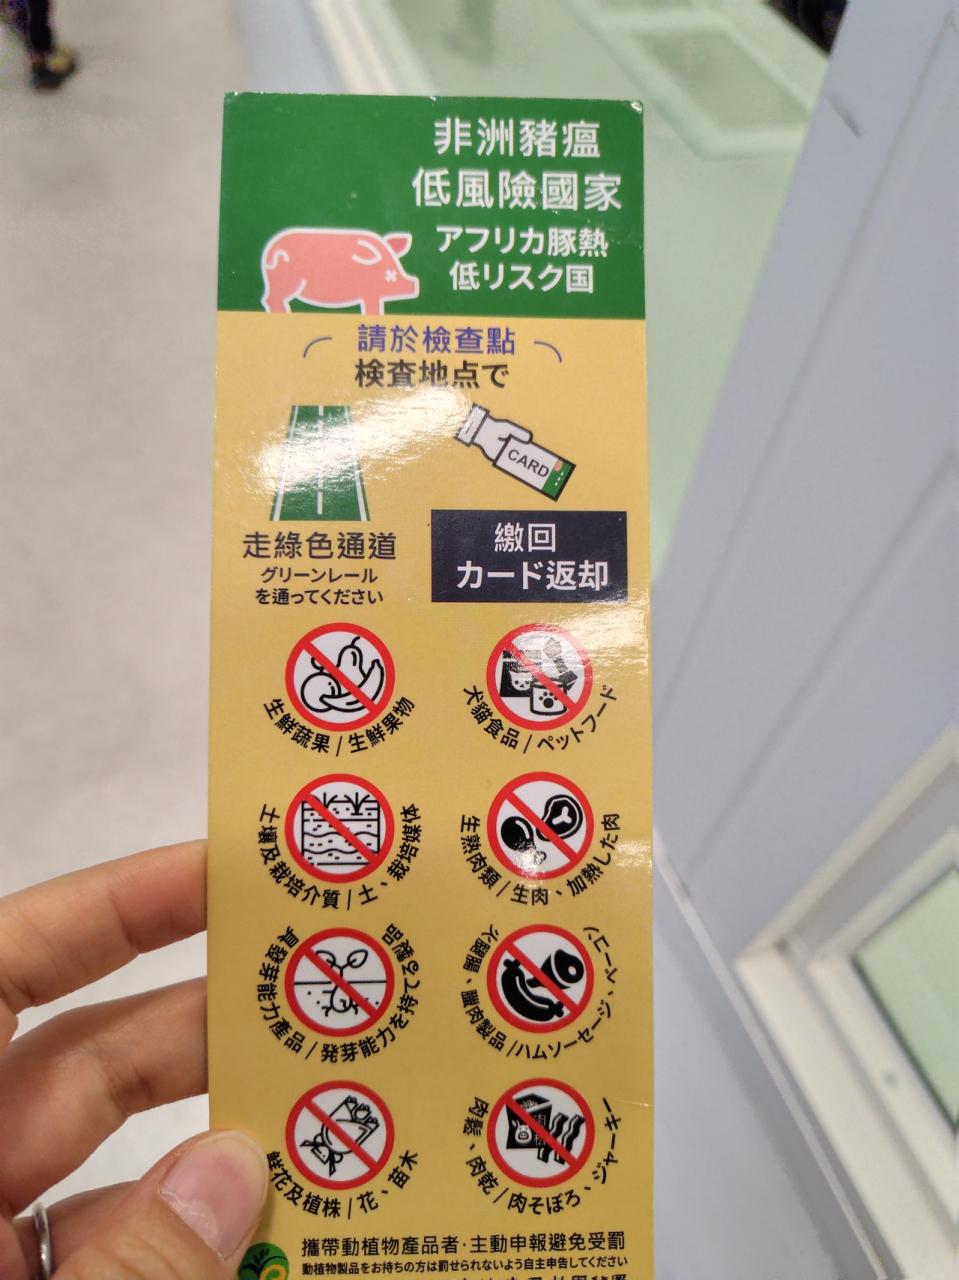 非洲豬瘟
低風險國家
アフリカ豚熱
低リスク国
請於檢查點
検査地点で
CARD
走綠色通道
グリーンレール
を通ってください
繳回
カード返却
生鮮蔬果/生鮮果物
犬貓食品/ペットフード
土壤及栽培介質/土、栽培媒体
生熟肉類/生肉、加熱した肉
具發芽能力產品/発芽能力を持てる產品
火腿腸、臘肉製品/ハムソーセージ、ベーコン
鮮花及植株/花、苗木
肉鬆、肉乾/肉そぼろ、ジャーキー
攜帶動植物產品者·主動申報避免受罰
動植物製品をお持ちの方は罰せられないよう自主申告してください